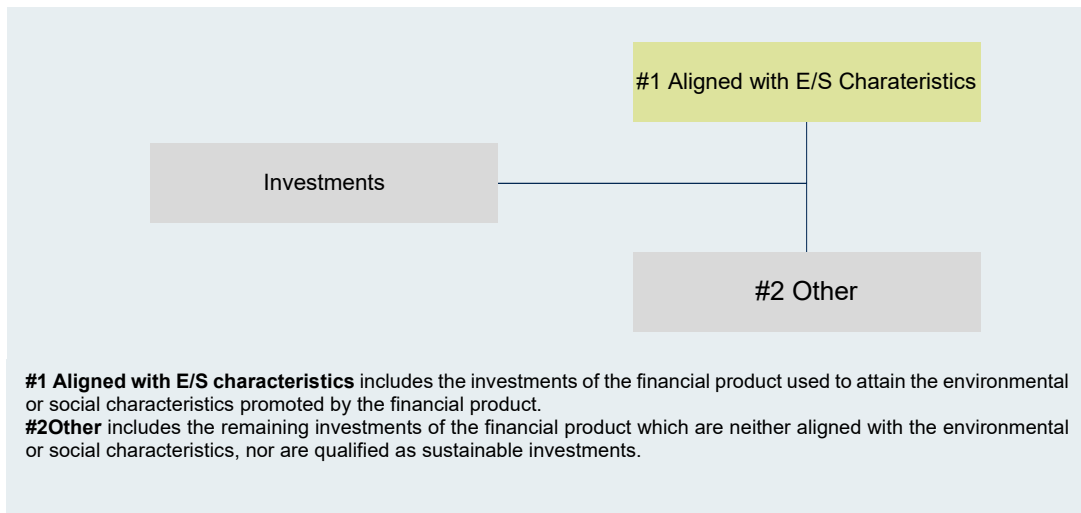 #1 Aligned with E/S Charateristics
Investments
#2 Other
#1 Aligned with E/S characteristics includes the investments of the financial product used to attain the environmental
or social characteristics promoted by the financial product.
#2Other includes the remaining investments of the financial product which are neither aligned with the environmental
or social characteristics, nor are qualified as sustainable investments.